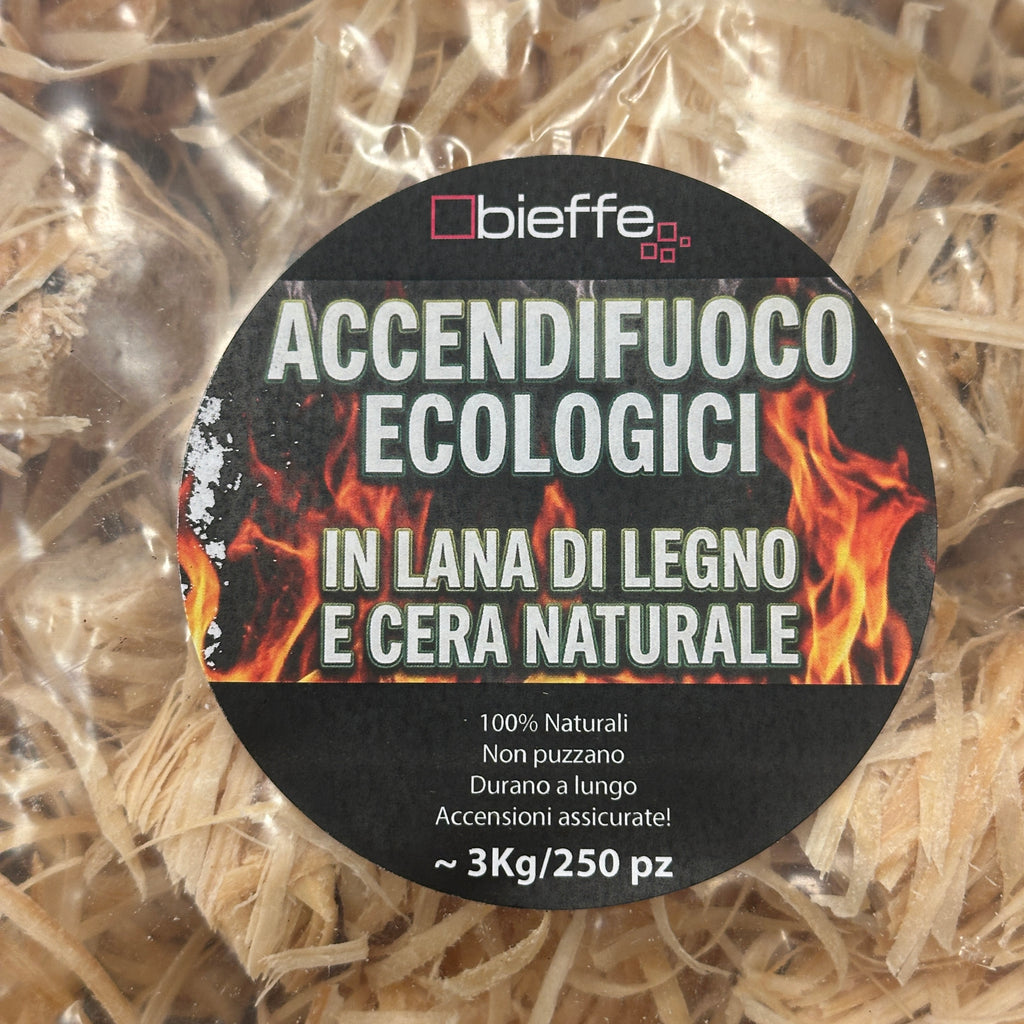 bieffe
ACCENDIFUOCO
ECOLOGICI
IN LANA DI LEGNO
E CERA NATURALE
100% Naturali
Non puzzano
Durano a lungo
Accensioni assicurate!
~ 3Kg/250 pz